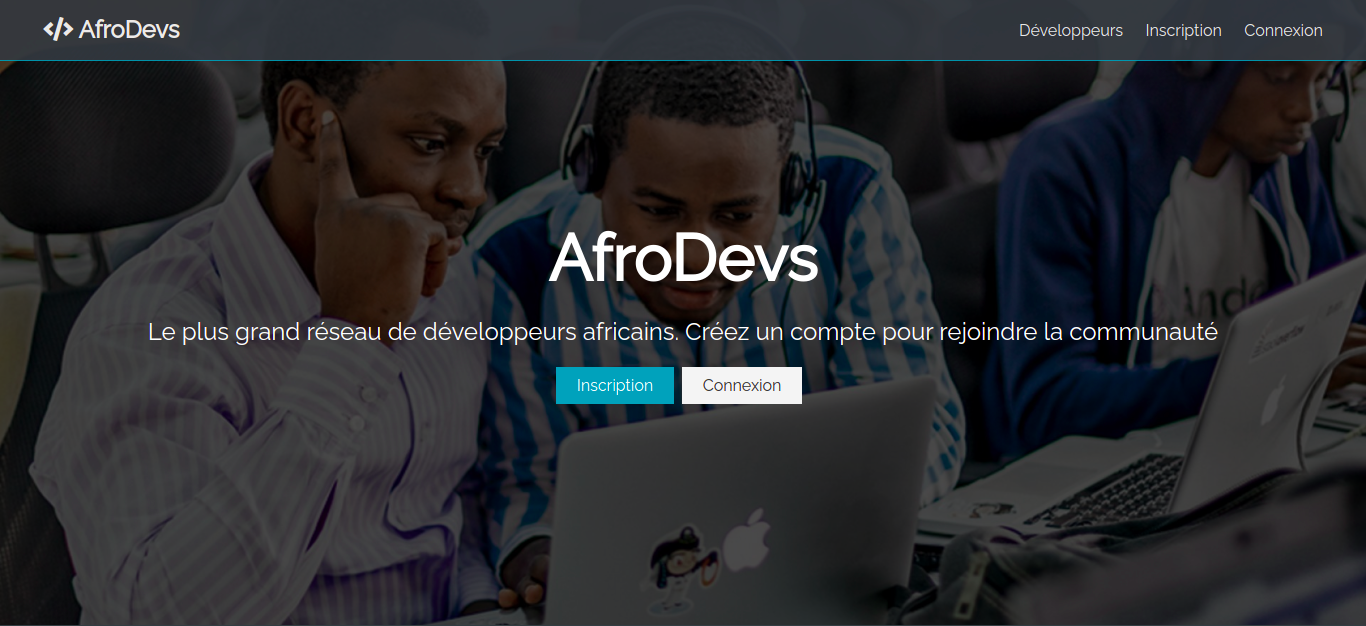 </> AfroDevs
Développeurs Inscription Connexion
AfroDevs
Le plus grand réseau de développeurs africains. Créez un compte pour rejoindre la communauté
Inscription Connexion